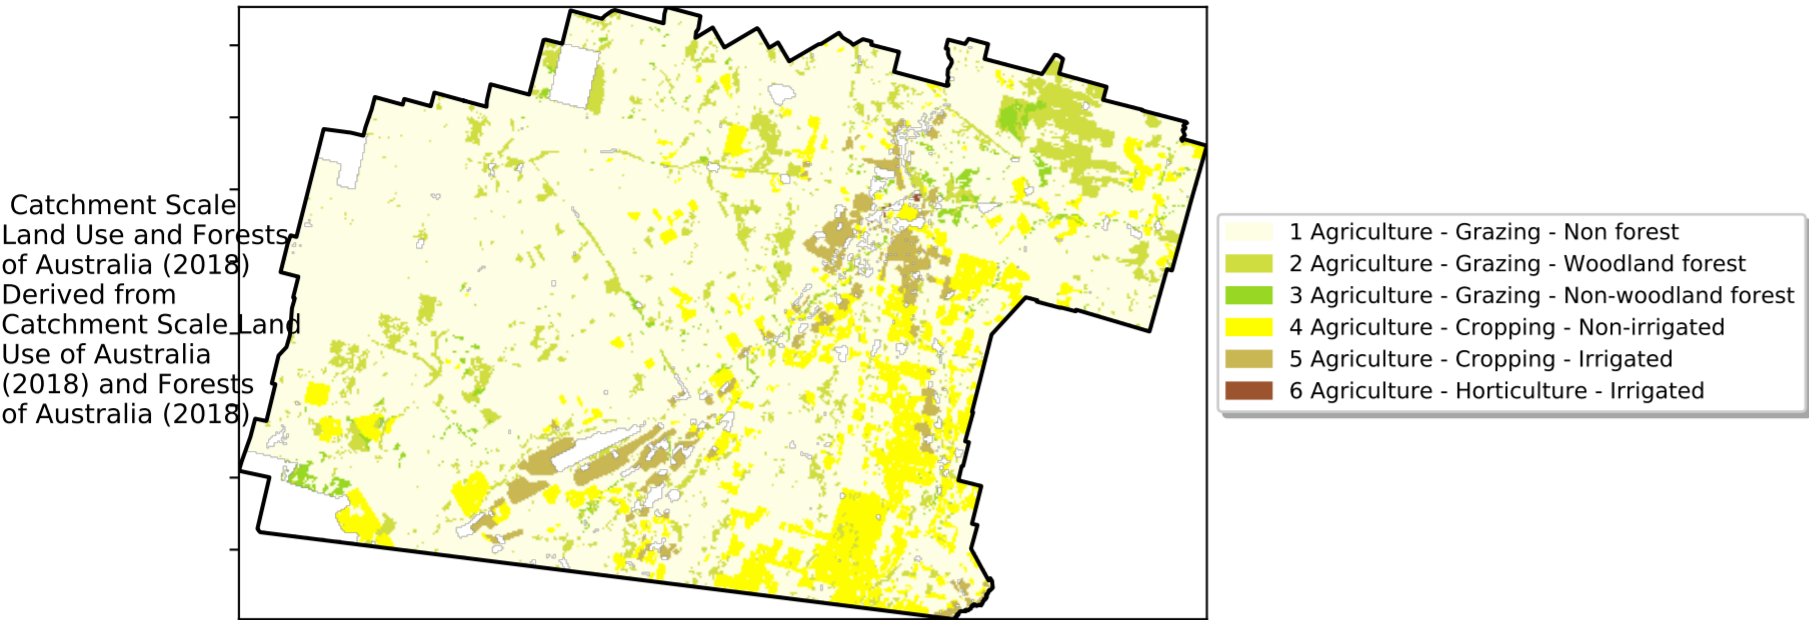 Catchment Scale
Land Use and Forests
of Australia (2018)
Derived from
Catchment Scale Land
Use of Australia
(2018) and Forests
of Australia (2018)
1 Agriculture - Grazing - Non forest
2 Agriculture - Grazing - Woodland forest
3 Agriculture - Grazing - Non-woodland forest
4 Agriculture - Cropping - Non-irrigated
5 Agriculture - Cropping - Irrigated
6 Agriculture - Horticulture - Irrigated